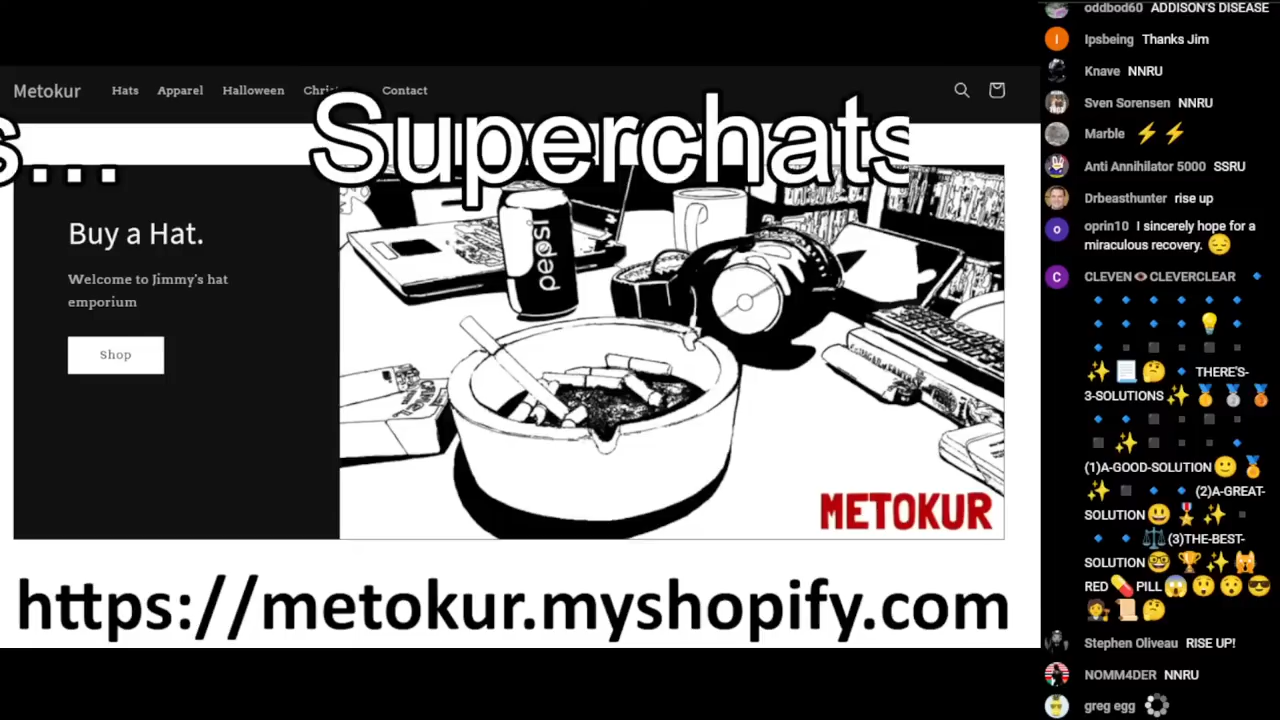 Metokur Hats Apparel Halloween Chri Contact
s... Superchats
Buy a Hat.
Welcome to Jimmy's hat
emporium
Shop
pepsi
METOKUR
https://metokur.myshopify.com
oddbod60 ADDISON'S DISEASE
Ipsbeing Thanks Jim
Knave NNRU
Sven Sorensen NNRU
Marble ⚡⚡
Anti Annihilator 5000 SSRU
Drbeasthunter rise up
oprin10 I sincerely hope for a
miraculous recovery. 😔
CLEVEN👁CLEVERCLEAR 🔹
🔹🔹🔹🔹🔹🔹
🔹🔹🔹🔹💡🔹
🔹▫◾▫◾▫
✨📃🤔🔹THERE'S-
3-SOLUTIONS✨🥇🥈🥉
🔹🔹◾▫◾▫
◾✨◾▫▫🔹
(1)A-GOOD-SOLUTION🙂🏅
✨◾🔹🔹(2)A-GREAT-
SOLUTION😃🎖✨▫
🔹🔹⚖(3)THE-BEST-
SOLUTION🤓🏆✨🙀
RED💊PILL😱😲😯😎
👩‍⚖📜🤔
Stephen Oliveau RISE UP!
NOMM4DER NNRU
greg egg